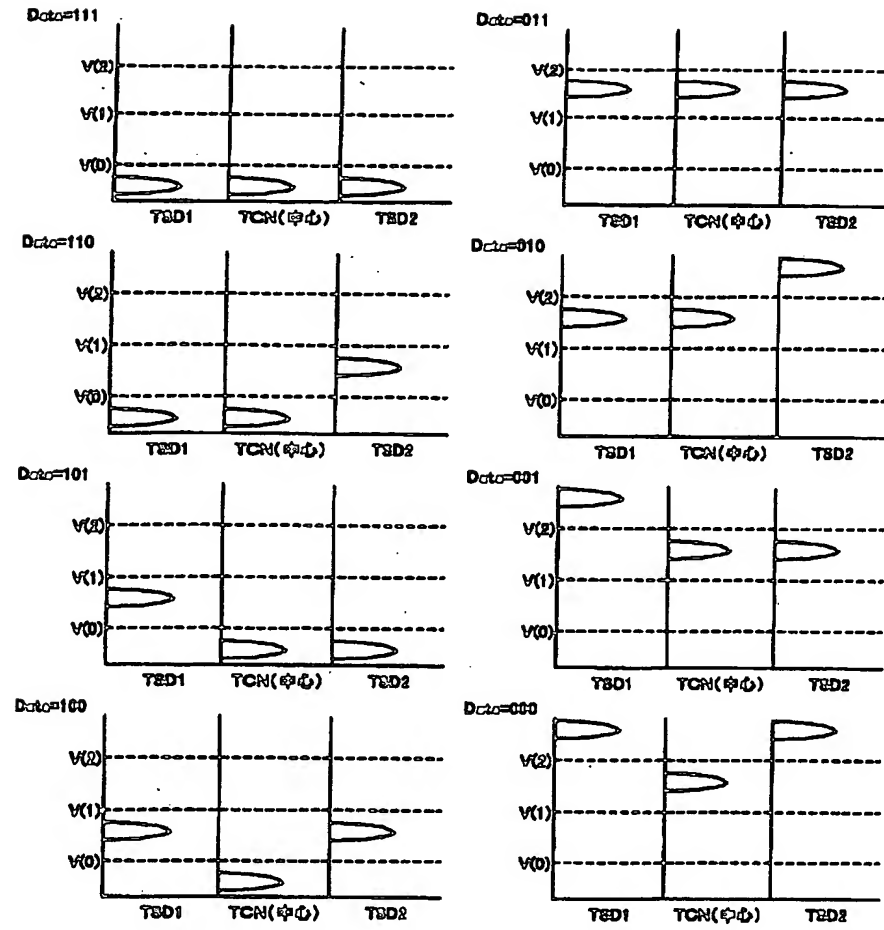 Data=111
V(2)
V(1)
V(0)
TSD1 TCN(中心) TSD2
Data=011
V(2)
V(1)
V(0)
TSD1 TCN(中心) TSD2
Data=110
V(2)
V(1)
V(0)
TSD1 TCN(中心) TSD2
Data=010
V(2)
V(1)
V(0)
TSD1 TCN(中心) TSD2
Data=101
V(2)
V(1)
V(0)
TSD1 TCN(中心) TSD2
Data=001
V(2)
V(1)
V(0)
TSD1 TCN(中心) TSD2
Data=100
V(2)
V(1)
V(0)
TSD1 TCN(中心) TSD2
Data=000
V(2)
V(1)
V(0)
TSD1 TCN(中心) TSD2